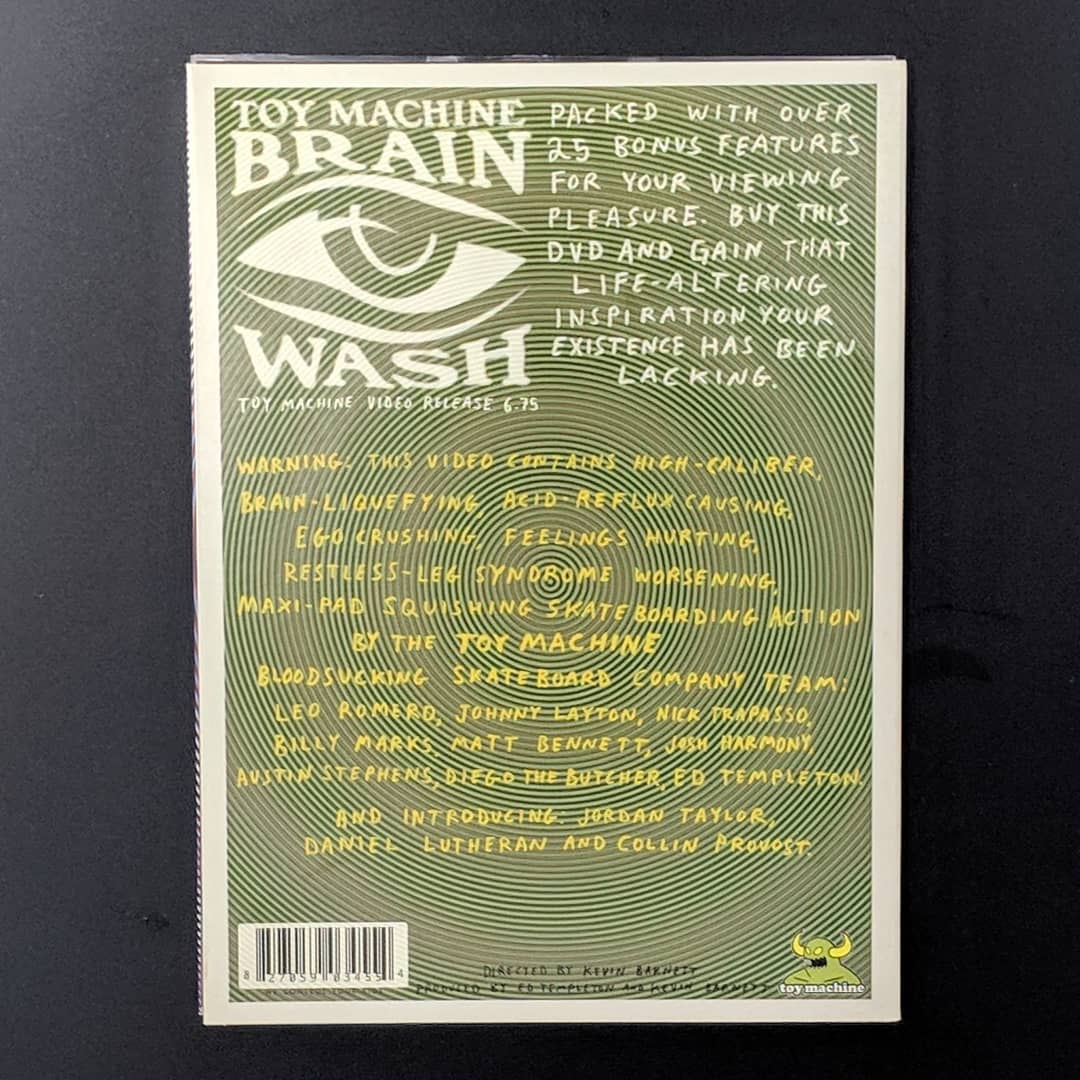 TOY MACHINE
BRAIN
WASH
TOY MACHINE VIDEO RELEASE 6.75
PACKED WITH OVER
25 BONUS FEATURES
FOR YOUR VIEWING
PLEASURE. BUY THIS
DVD AND GAIN THAT
LIFE-ALTERING
INSPIRATION YOUR
EXISTENCE HAS BEEN
LACKING.
WARNING: THIS VIDEO CONTAINS HIGH-CALIBER,
BRAIN-LIQUEFYING, ACID-REFLUX CAUSING,
EGO CRUSHING, FEELINGS HURTING,
RESTLESS-LEG SYNDROME WORSENING,
MAXI-PAD SQUISHING SKATEBOARDING ACTION
BY THE TOY MACHINE
BLOODSUCKING SKATEBOARD COMPANY TEAM:
LEO ROMERO, JOHNNY LAYTON, NICK TRAPASSO,
BILLY MARKS, MATT BENNETT, JOSH HARMONY,
AUSTIN STEPHENS, DIEGO THE BUTCHER, ED TEMPLETON.
AND INTRODUCING: JORDAN TAYLOR,
DANIEL LUTHERAN AND COLLIN PROVOST.
8 27059 83455 4
DIRECTED BY KEVIN BARNETT
PRODUCED BY ED TEMPLETON AND KEVIN BARNETT
toy machine